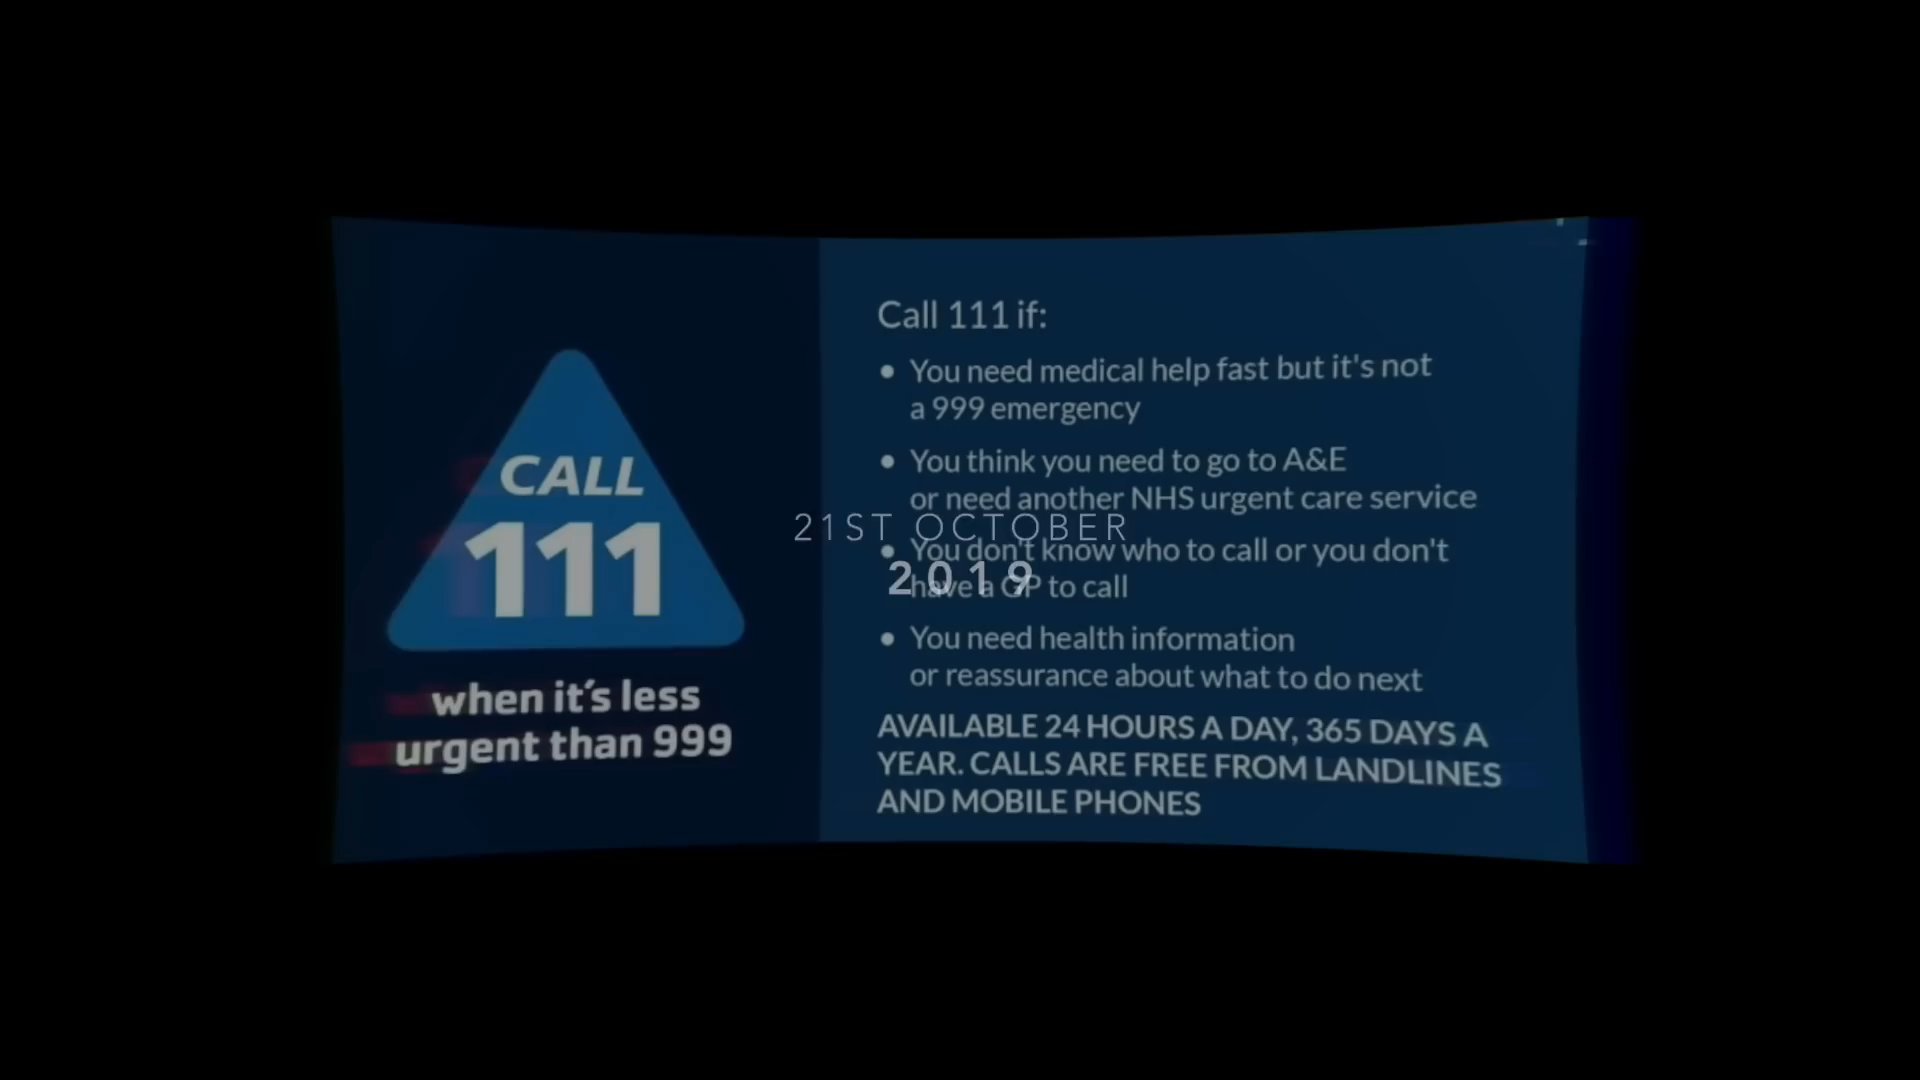 CALL
111
when it's less
urgent than 999
Call 111 if:
• You need medical help fast but it's not
a 999 emergency
• You think you need to go to A&E
or need another NHS urgent care service
• You don't know who to call or you don't
have a GP to call
• You need health information
or reassurance about what to do next
AVAILABLE 24 HOURS A DAY, 365 DAYS A
YEAR. CALLS ARE FREE FROM LANDLINES
AND MOBILE PHONES
21ST OCTOBER
2019